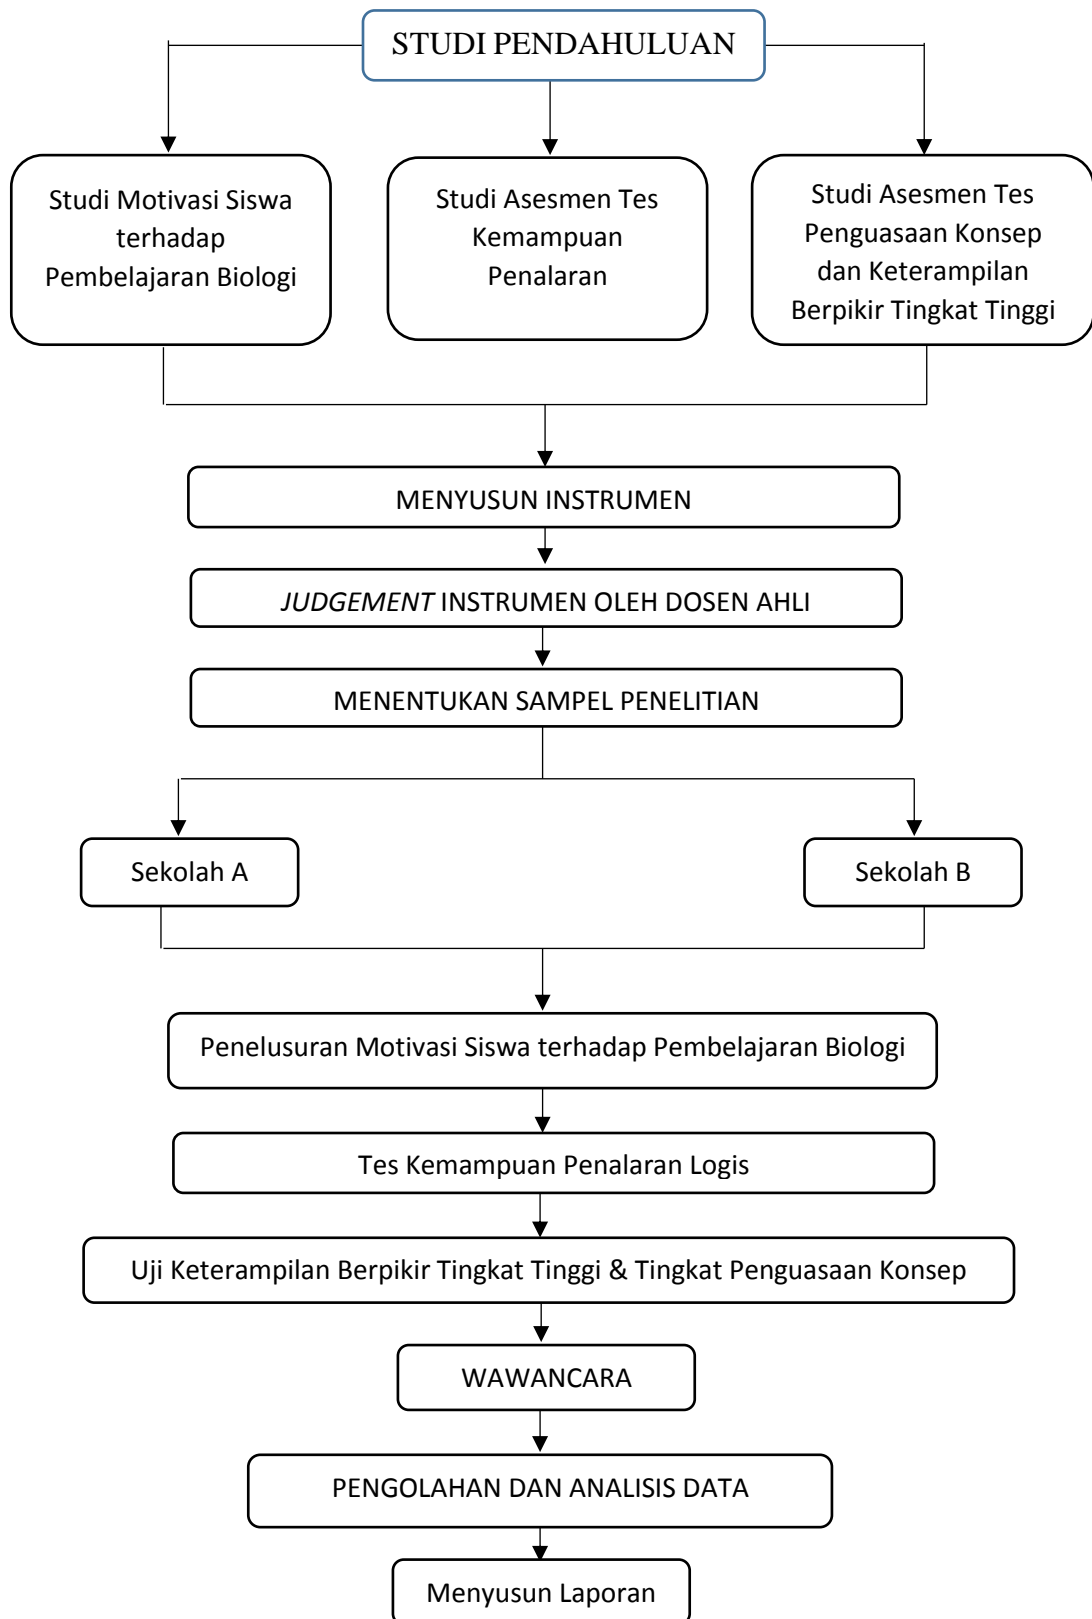 STUDI PENDAHULUAN
Studi Motivasi Siswa
terhadap
Pembelajaran Biologi
Studi Asesmen Tes
Kemampuan
Penalaran
Studi Asesmen Tes
Penguasaan Konsep
dan Keterampilan
Berpikir Tingkat Tinggi
MENYUSUN INSTRUMEN
JUDGEMENT INSTRUMEN OLEH DOSEN AHLI
MENENTUKAN SAMPEL PENELITIAN
Sekolah A
Sekolah B
Penelusuran Motivasi Siswa terhadap Pembelajaran Biologi
Tes Kemampuan Penalaran Logis
Uji Keterampilan Berpikir Tingkat Tinggi & Tingkat Penguasaan Konsep
WAWANCARA
PENGOLAHAN DAN ANALISIS DATA
Menyusun Laporan